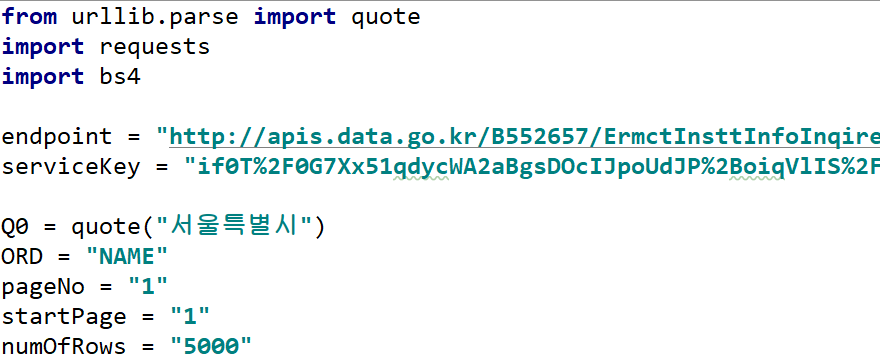 from urllib.parse import quote
import requests
import bs4
endpoint = "http://apis.data.go.kr/B552657/ErmctInsttInfoInqire
serviceKey = "if0T%2F0G7Xx51qdycWA2aBgsDOcIJpoUdJP%2BoiqVlIS%2F
Q0 = quote("서울특별시")
ORD = "NAME"
pageNo = "1"
startPage = "1"
numOfRows = "5000"